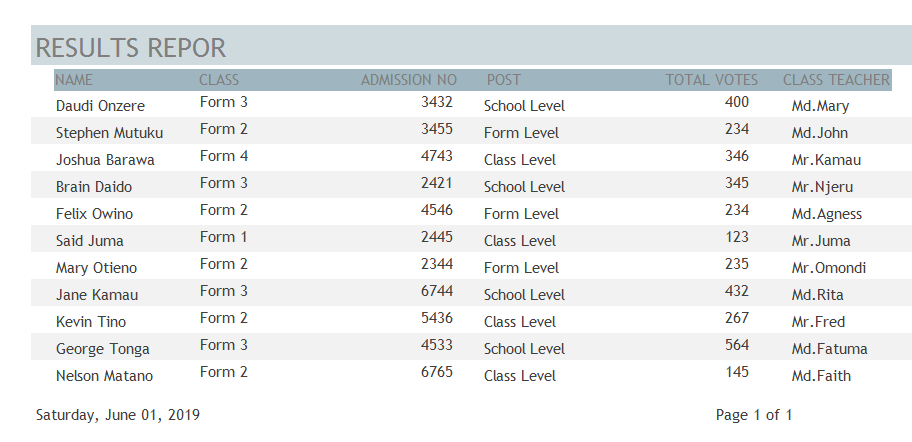 RESULTS REPOR
NAME CLASS ADMISSION NO POST TOTAL VOTES CLASS TEACHER
Daudi Onzere Form 3 3432 School Level 400 Md.Mary
Stephen Mutuku Form 2 3455 Form Level 234 Md.John
Joshua Barawa Form 4 4743 Class Level 346 Mr.Kamau
Brain Daido Form 3 2421 School Level 345 Mr.Njeru
Felix Owino Form 2 4546 Form Level 234 Md.Agness
Said Juma Form 1 2445 Class Level 123 Mr.Juma
Mary Otieno Form 2 2344 Form Level 235 Mr.Omondi
Jane Kamau Form 3 6744 School Level 432 Md.Rita
Kevin Tino Form 2 5436 Class Level 267 Mr.Fred
George Tonga Form 3 4533 School Level 564 Md.Fatuma
Nelson Matano Form 2 6765 Class Level 145 Md.Faith
Saturday, June 01, 2019 Page 1 of 1